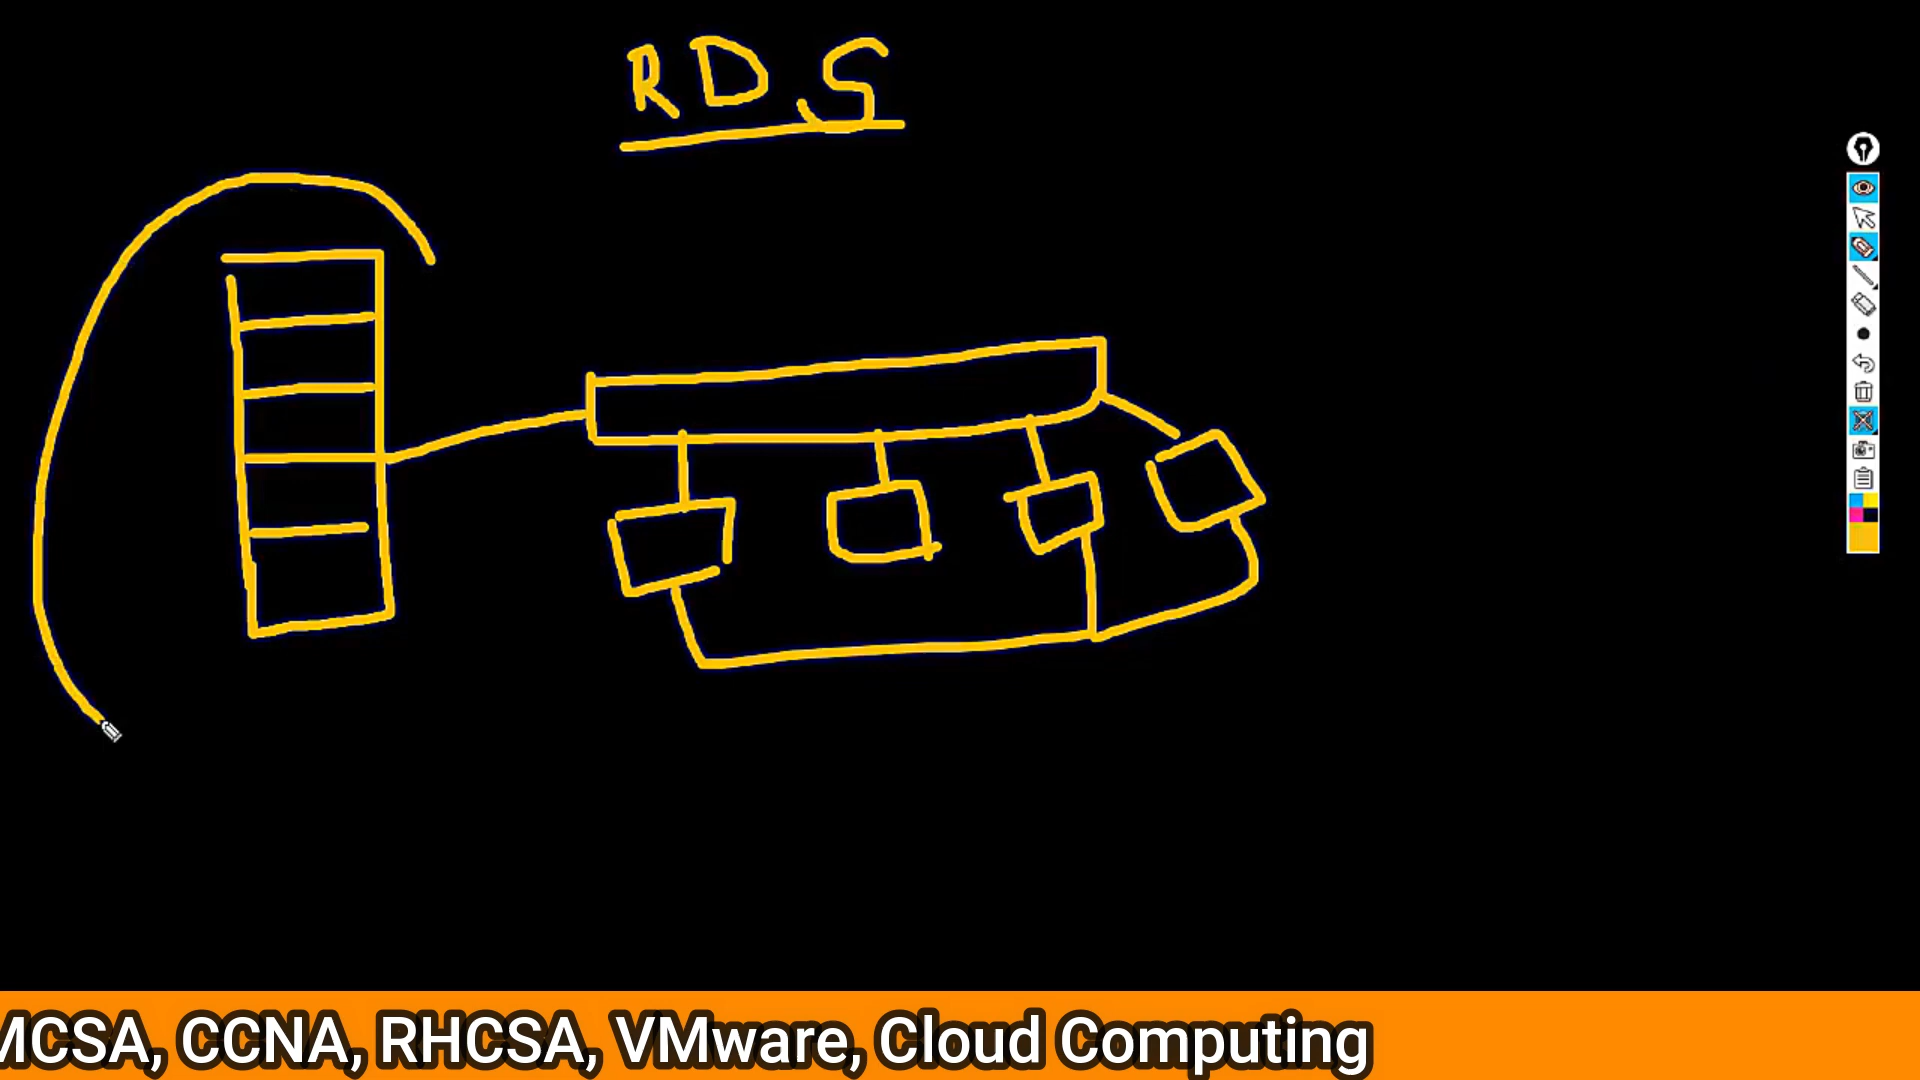 RDS
MCSA, CCNA, RHCSA, VMware, Cloud Computing